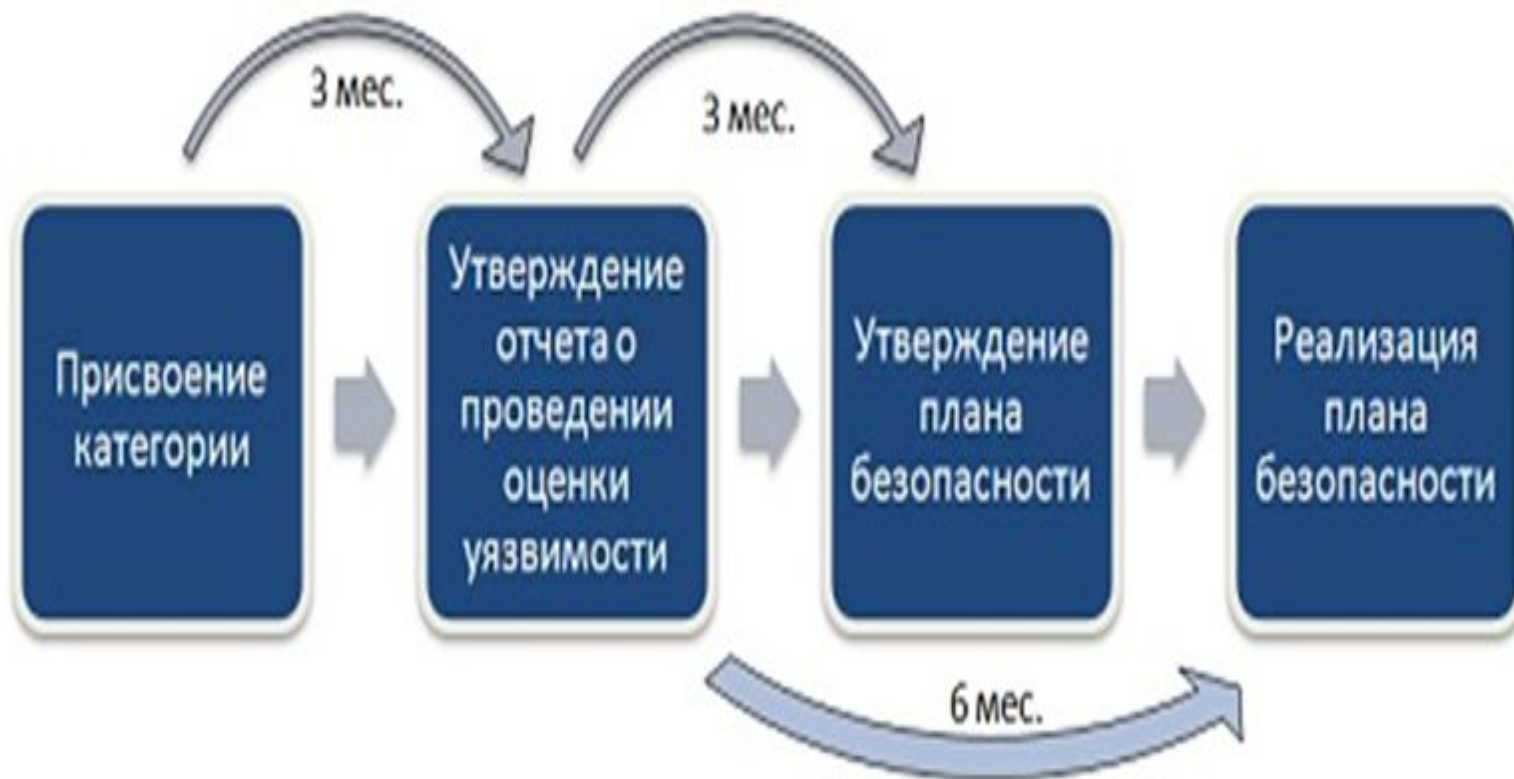 3 мес.
3 мес.
Присвоение
категории
Утверждение
отчета о
проведении
оценки
уязвимости
Утверждение
плана
безопасности
Реализация
плана
безопасности
6 мес.